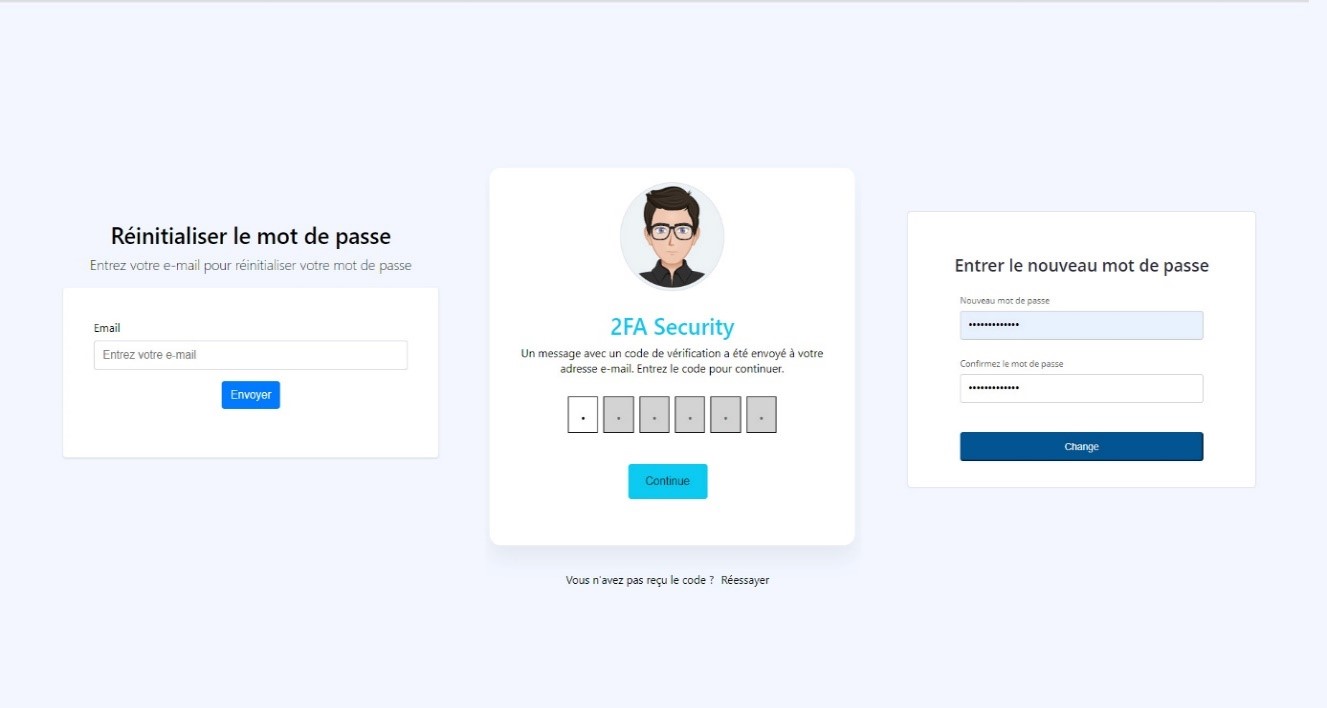 Réinitialiser le mot de passe
Entrez votre e-mail pour réinitialiser votre mot de passe
Email
Entrez votre e-mail
Envoyer
2FA Security
Un message avec un code de vérification a été envoyé à votre
adresse e-mail. Entrez le code pour continuer.
Continue
Vous n'avez pas reçu le code ? Réessayer
Entrer le nouveau mot de passe
Nouveau mot de passe
•••••••••••••
Confirmez le mot de passe
•••••••••••••
Change